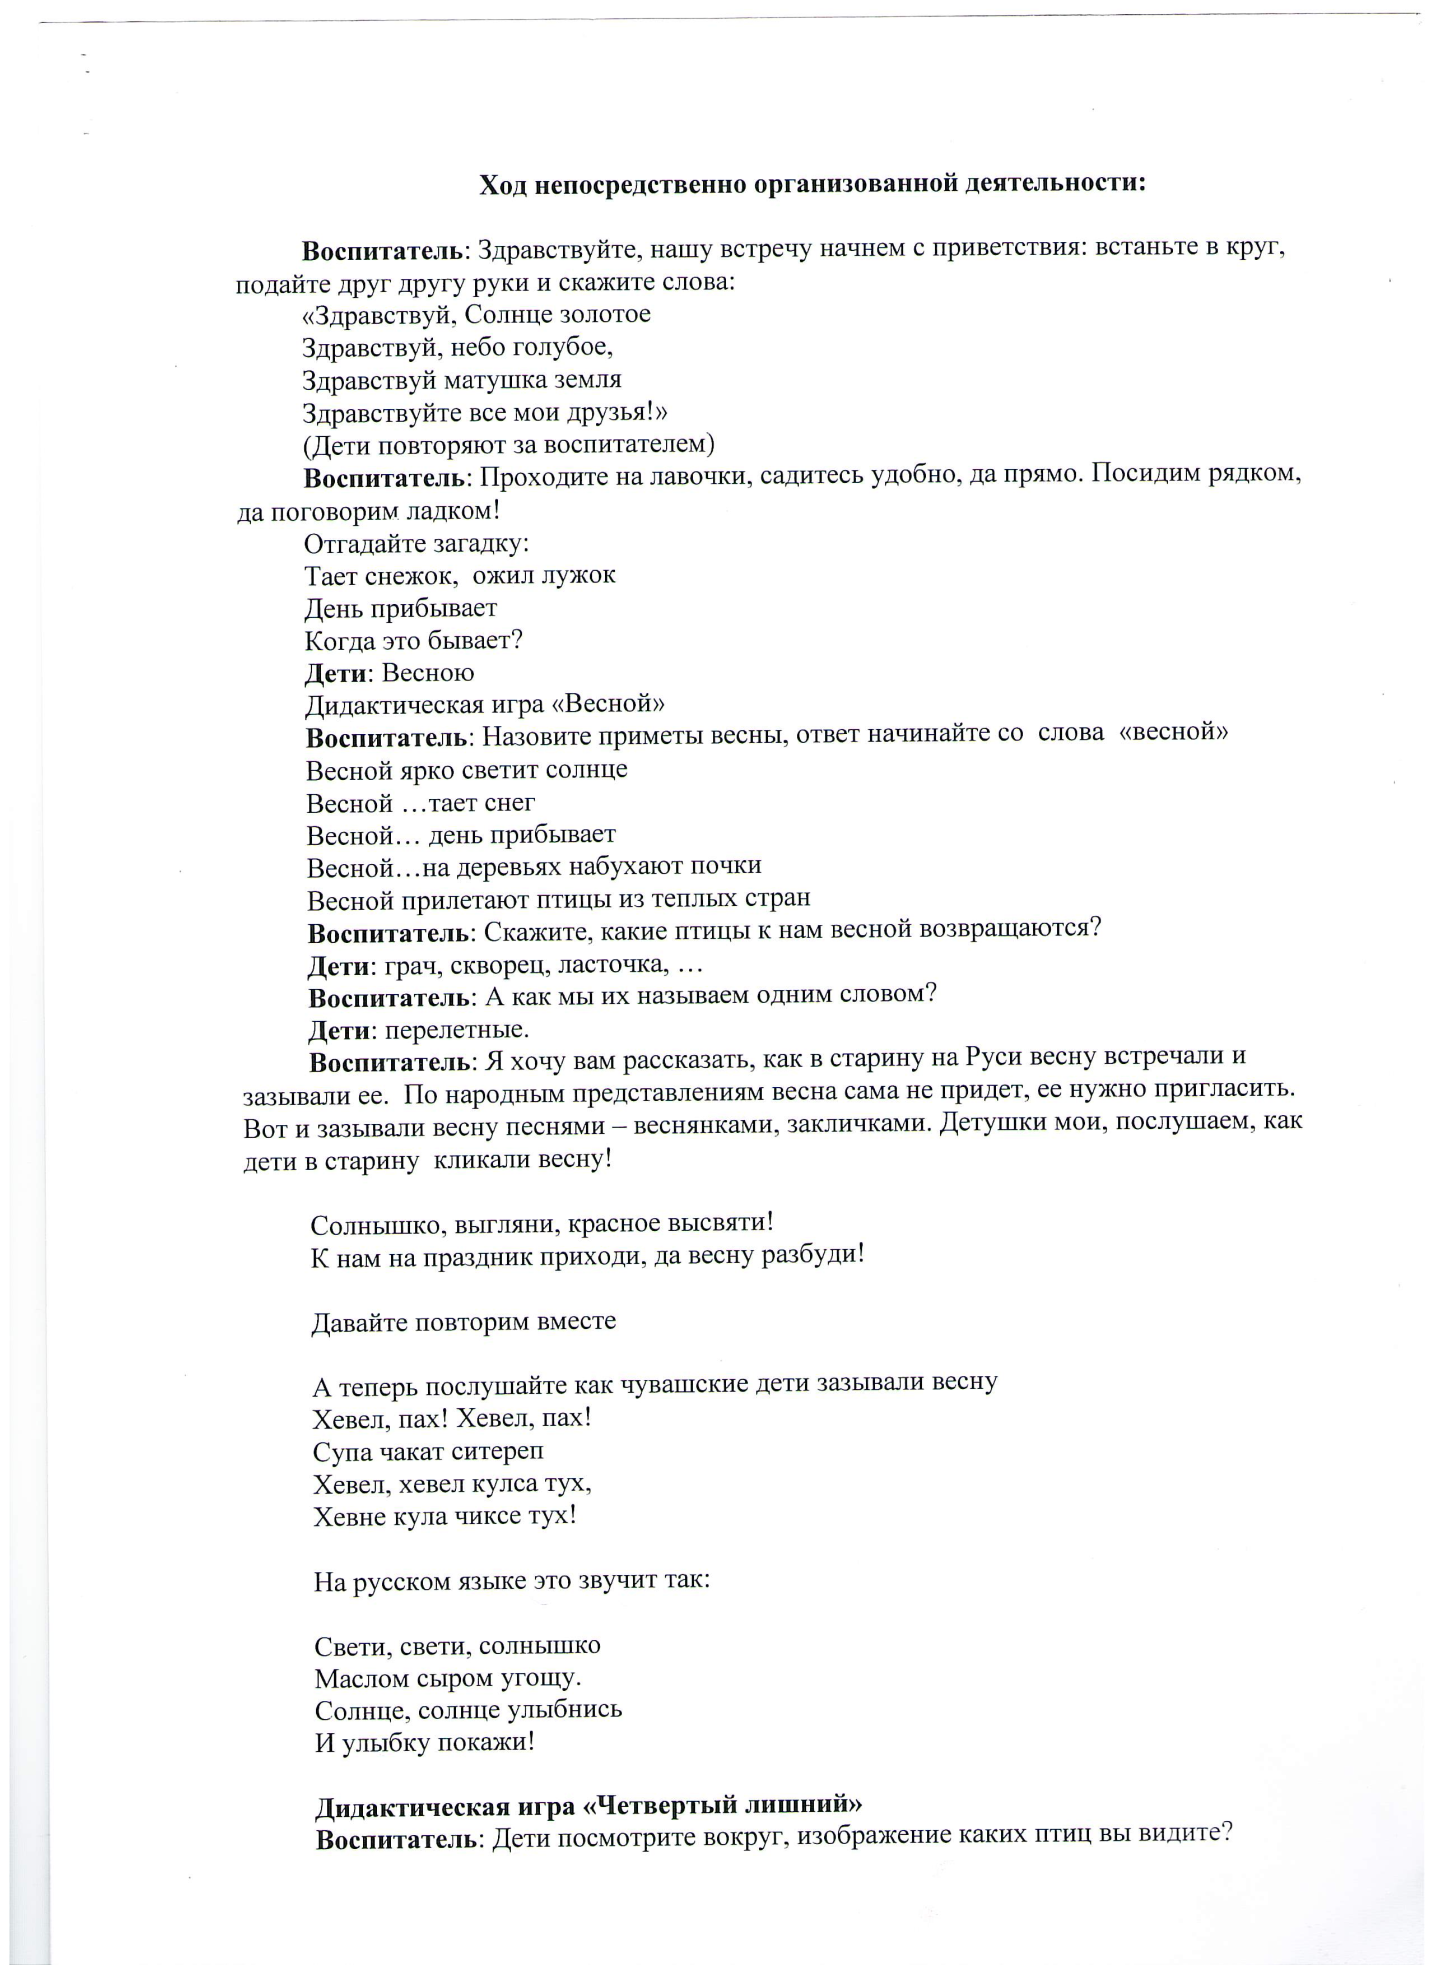 Ход непосредственно организованной деятельности:
Воспитатель: Здравствуйте, нашу встречу начнем с приветствия: встаньте в круг,
подайте друг другу руки и скажите слова:
«Здравствуй, Солнце золотое
Здравствуй, небо голубое,
Здравствуй матушка земля
Здравствуйте все мои друзья!»
(Дети повторяют за воспитателем)
Воспитатель: Проходите на лавочки, садитесь удобно, да прямо. Посидим рядком,
да поговорим ладком!
Отгадайте загадку:
Тает снежок,  ожил лужок
День прибывает
Когда это бывает?
Дети: Весною
Дидактическая игра «Весной»
Воспитатель: Назовите приметы весны, ответ начинайте со  слова  «весной»
Весной ярко светит солнце
Весной …тает снег
Весной… день прибывает
Весной…на деревьях набухают почки
Весной прилетают птицы из теплых стран
Воспитатель: Скажите, какие птицы к нам весной возвращаются?
Дети: грач, скворец, ласточка, …
Воспитатель: А как мы их называем одним словом?
Дети: перелетные.
Воспитатель: Я хочу вам рассказать, как в старину на Руси весну встречали и
зазывали ее.  По народным представлениям весна сама не придет, ее нужно пригласить.
Вот и зазывали весну песнями – веснянками, закличками. Детушки мои, послушаем, как
дети в старину  кликали весну!
Солнышко, выгляни, красное высвяти!
К нам на праздник приходи, да весну разбуди!
Давайте повторим вместе
А теперь послушайте как чувашские дети зазывали весну
Хевел, пах! Хевел, пах!
Супа чакат ситереп
Хевел, хевел кулса тух,
Хевне кула чиксе тух!
На русском языке это звучит так:
Свети, свети, солнышко
Маслом сыром угощу.
Солнце, солнце улыбнись
И улыбку покажи!
Дидактическая игра «Четвертый лишний»
Воспитатель: Дети посмотрите вокруг, изображение каких птиц вы видите?